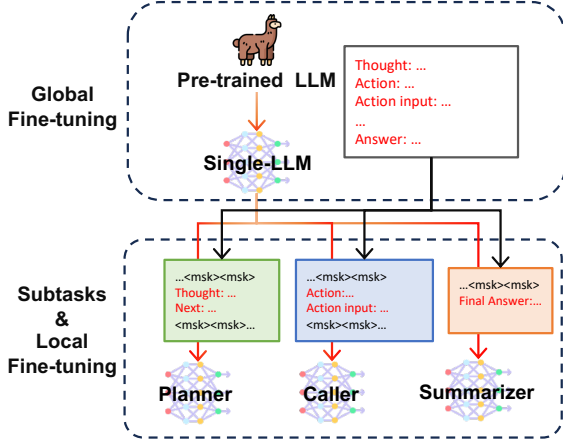 Pre-trained LLM
Global
Fine-tuning
Single-LLM
Thought: ...
Action: ...
Action input: ...
...
Answer: ...
Subtasks
&
Local
Fine-tuning
...<msk><msk>
Thought: ...
Next: ...
<msk><msk>...
Planner
...<msk><msk>
Action:...
Action input: ...
<msk><msk>...
Caller
...<msk><msk>
Final Answer:...
Summarizer